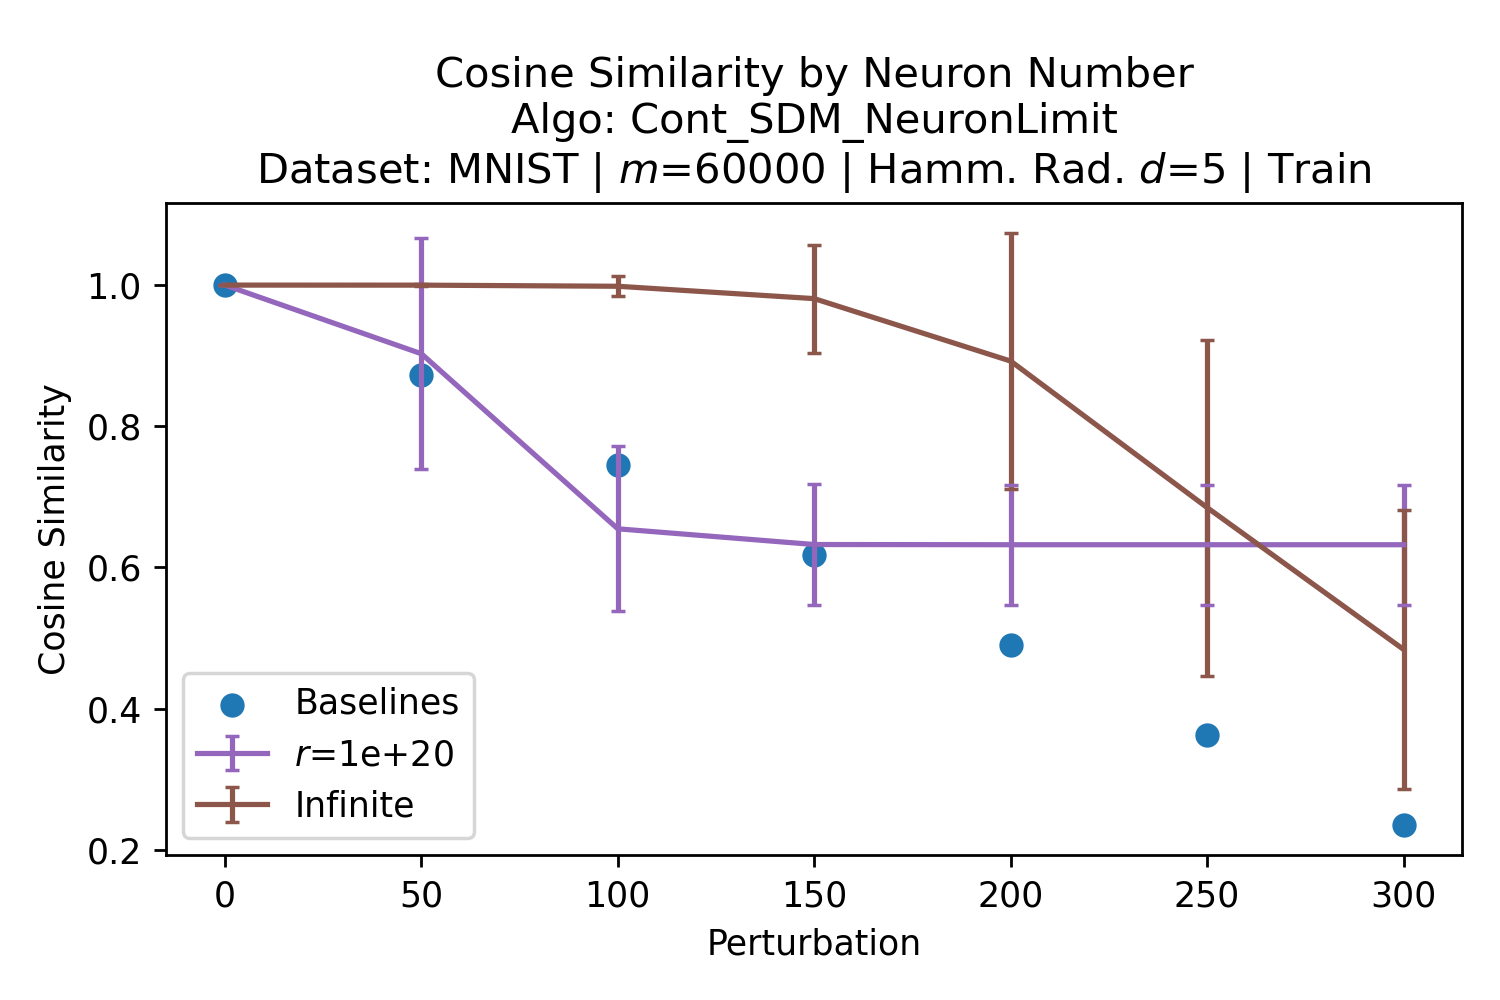 Cosine Similarity by Neuron Number
Algo: Cont_SDM_NeuronLimit
Dataset: MNIST | m=60000 | Hamm. Rad. d=5 | Train
Cosine Similarity
1.0
0.8
0.6
0.4
0.2
Baselines
r=1e+20
Infinite
0 50 100 150 200 250 300
Perturbation